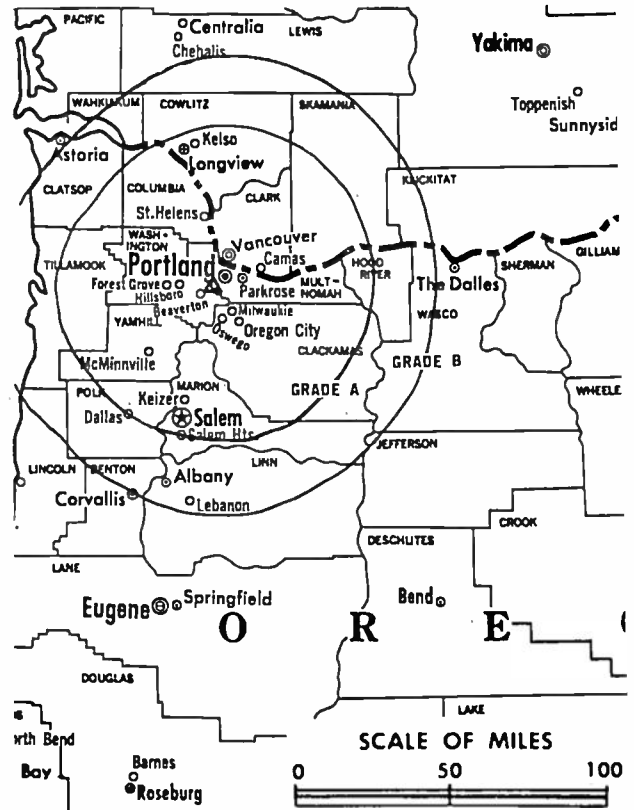 PACIFIC
Centralia
Chehalis
LEWIS
Yakima
Toppenish
Sunnysid
WAHKIAKUM
COWLITZ
SKAMANIA
Kelso
Longview
Astoria
KLICKITAT
CLATSOP
COLUMBIA
CLARK
St.Helens
WASH-
INGTON
Vancouver
TILLAMOOK
Portland
Camas
HOOD
RIVER
SHERMAN
GILLIAM
Forest Grove
Hillsboro
Parkrose
MULT-
NOMAH
The Dalles
Beaverton
Milwaukie
YAMHILL
Oswego
Oregon City
WASCO
McMinnville
CLACKAMAS
GRADE B
MARION
GRADE A
POLK
Keizer
WHEELE
Dallas
Salem
Salem Hts.
JEFFERSON
LINN
LINCOLN
BENTON
Albany
Corvallis
Lebanon
CROOK
DESCHUTES
LANE
Eugene
Springfield
Bend
O R E
DOUGLAS
LAKE
rth Bend
Bay
Barnes
Roseburg
SCALE OF MILES
0 50 100